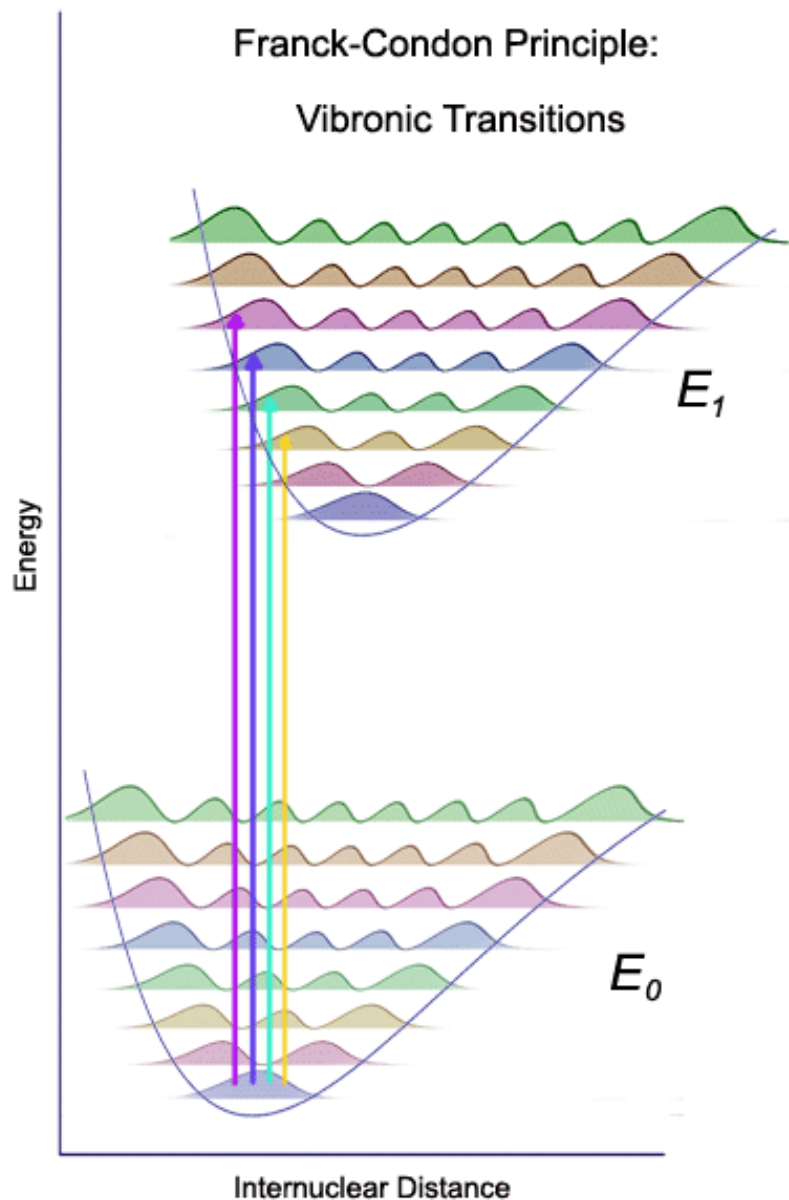 Franck-Condon Principle:
Vibronic Transitions
E1
Energy
E0
Internuclear Distance